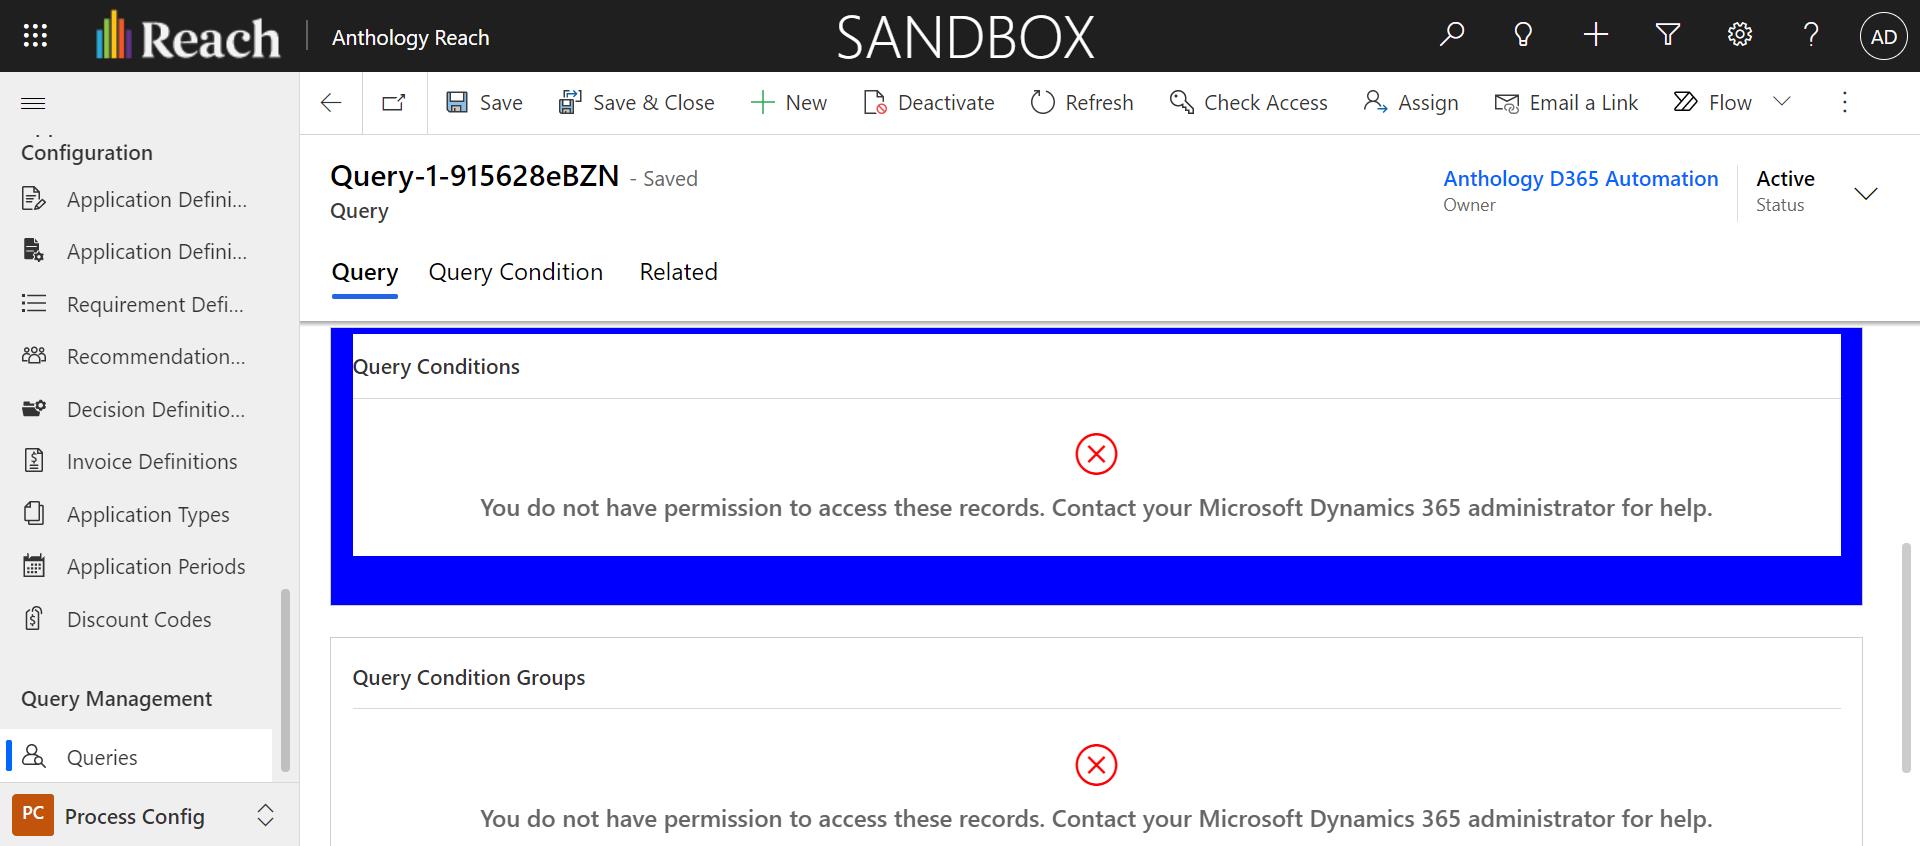 Reach
Anthology Reach
SANDBOX
AD
Save
Save & Close
New
Deactivate
Refresh
Check Access
Assign
Email a Link
Flow
Configuration
Application Defini...
Application Defini...
Requirement Defi...
Recommendation...
Decision Definitio...
Invoice Definitions
Application Types
Application Periods
Discount Codes
Query Management
Queries
PC
Process Config
Query-1-915628eBZN - Saved
Query
Anthology D365 Automation
Owner
Active
Status
Query
Query Condition
Related
Query Conditions
You do not have permission to access these records. Contact your Microsoft Dynamics 365 administrator for help.
Query Condition Groups
You do not have permission to access these records. Contact your Microsoft Dynamics 365 administrator for help.